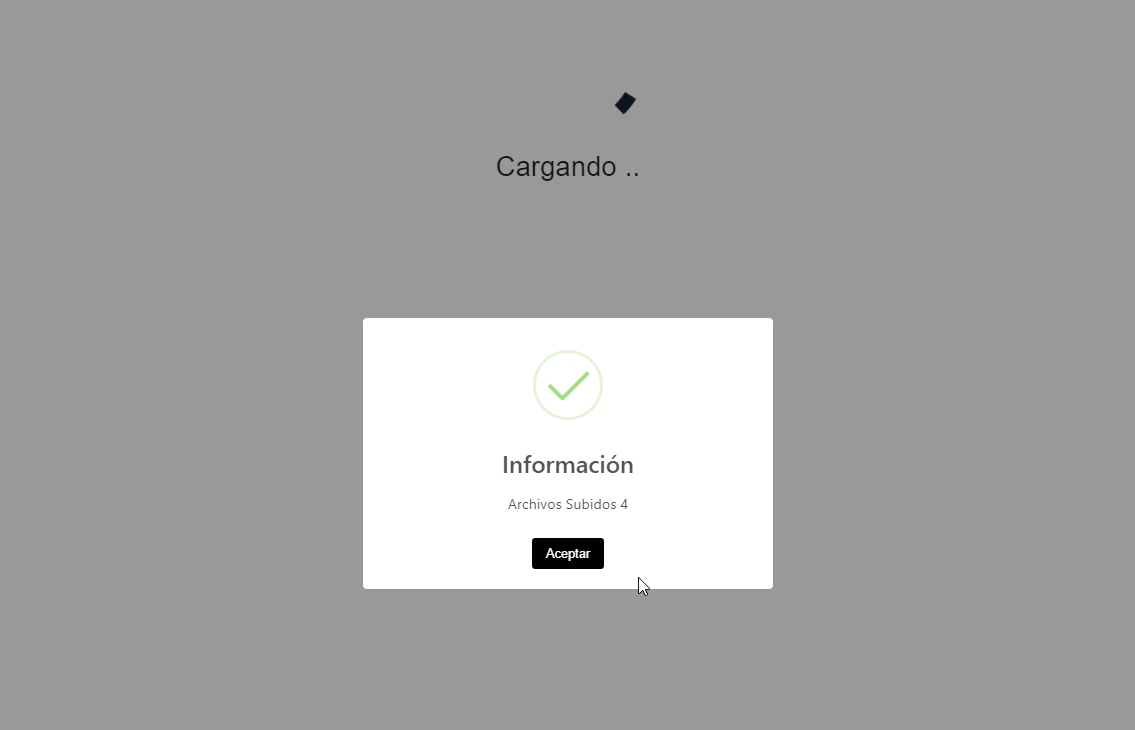 Cargando ..
Información
Archivos Subidos 4
Aceptar